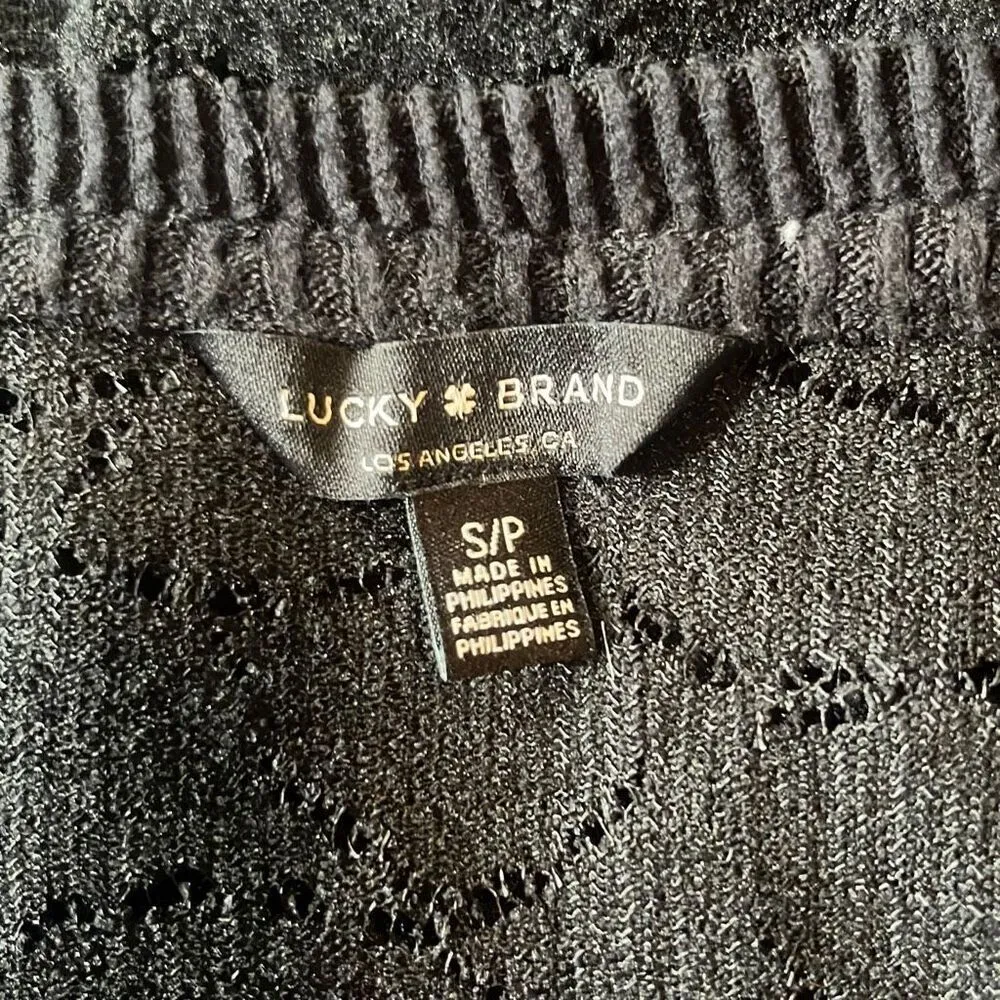 LUCKY BRAND
LOS ANGELES, CA
S/P
MADE IN
PHILIPPINES
FABRIQUE EN
PHILIPPINES